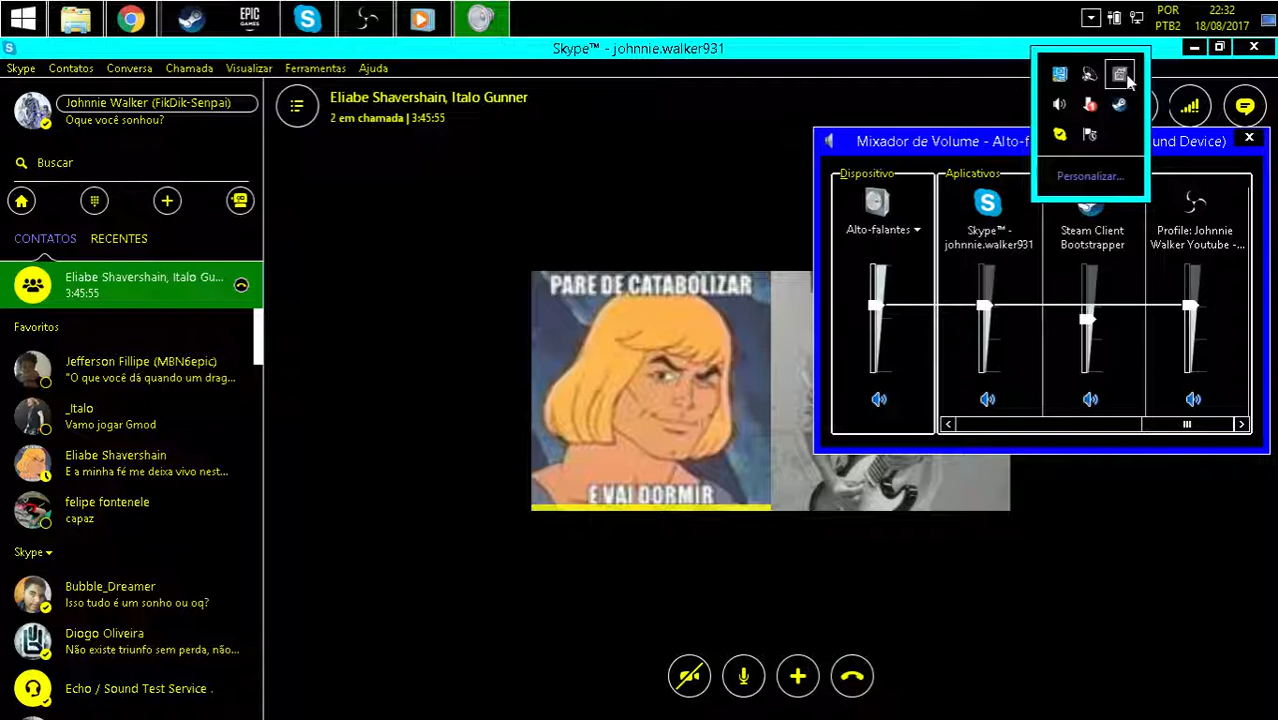 EPIC
GAMES
POR
PTB2
22:32
18/08/2017
Skype™ - johnnie.walker931
Skype Contatos Conversa Chamada Visualizar Ferramentas Ajuda
Johnnie Walker (FikDik-Senpai)
Oque você sonhou?
Buscar
CONTATOS RECENTES
Eliabe Shavershain, Italo Gu...
3:45:55
Favoritos
Jefferson Fillipe (MBN6epic)
"O que você dá quando um drag...
_Italo
Vamo jogar Gmod
Eliabe Shavershain
E a minha fé me deixa vivo nest...
felipe fontenele
capaz
Skype
Bubble_Dreamer
Isso tudo é um sonho ou oq?
Diogo Oliveira
Não existe triunfo sem perda, não...
Echo / Sound Test Service .
Eliabe Shavershain, Italo Gunner
2 em chamada | 3:45:55
PARE DE CATABOLIZAR
E VAI DORMIR
Personalizar...
Mixador de Volume - Alto-f
und Device)
Dispositivo
Alto-falantes
Aplicativos
Skype™ -
johnnie.walker931
Steam Client
Bootstrapper
Profile: Johnnie
Walker Youtube -...